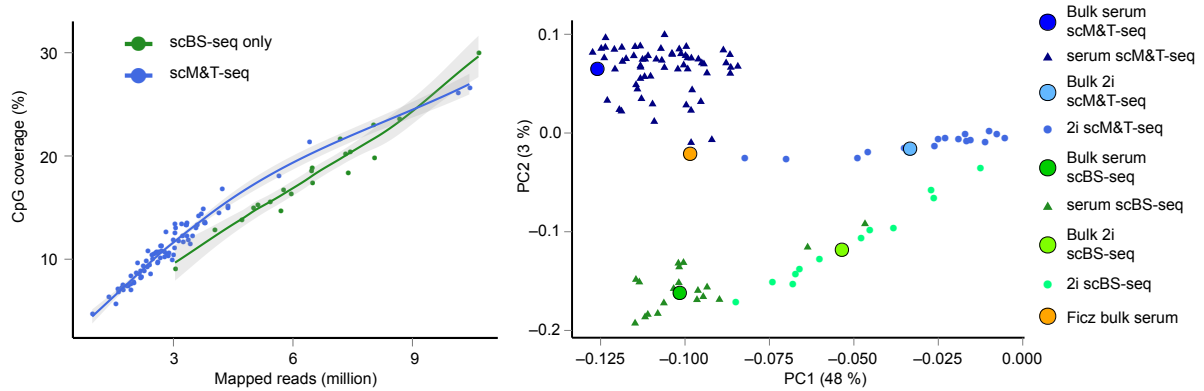 scBS-seq only
scM&T-seq
30
20
10
CpG coverage (%)
3
6
9
Mapped reads (million)
0.1
0.0
−0.1
−0.2
PC2 (3 %)
−0.125
−0.100
−0.075
−0.050
−0.025
0.000
PC1 (48 %)
Bulk serum
scM&T-seq
serum scM&T-seq
Bulk 2i
scM&T-seq
2i scM&T-seq
Bulk serum
scBS-seq
serum scBS-seq
Bulk 2i
scBS-seq
2i scBS-seq
Ficz bulk serum